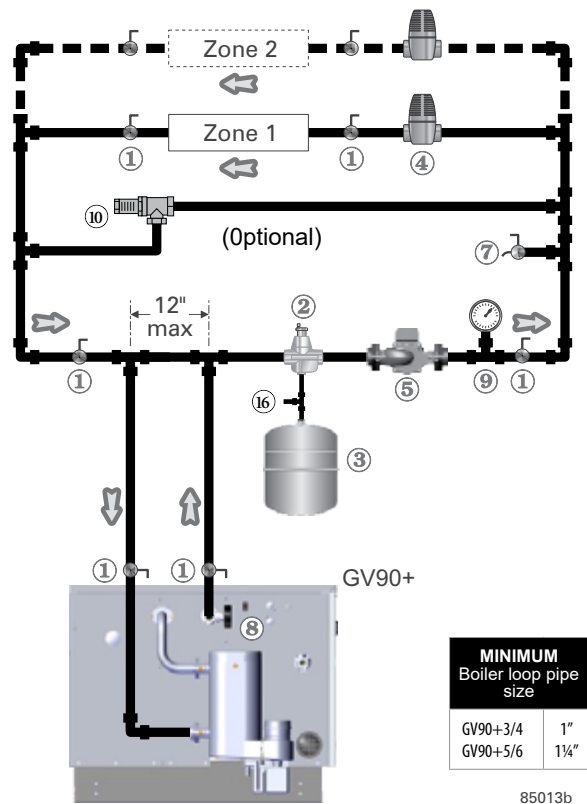 Zone 2
Zone 1
①
①
④
⑩
(Optional)
⑦
12"
max
②
①
⑯
③
⑤
⑨
①
①
①
GV90+
⑧
MINIMUM
Boiler loop pipe
size
GV90+3/4 1"
GV90+5/6 1¼"
85013b